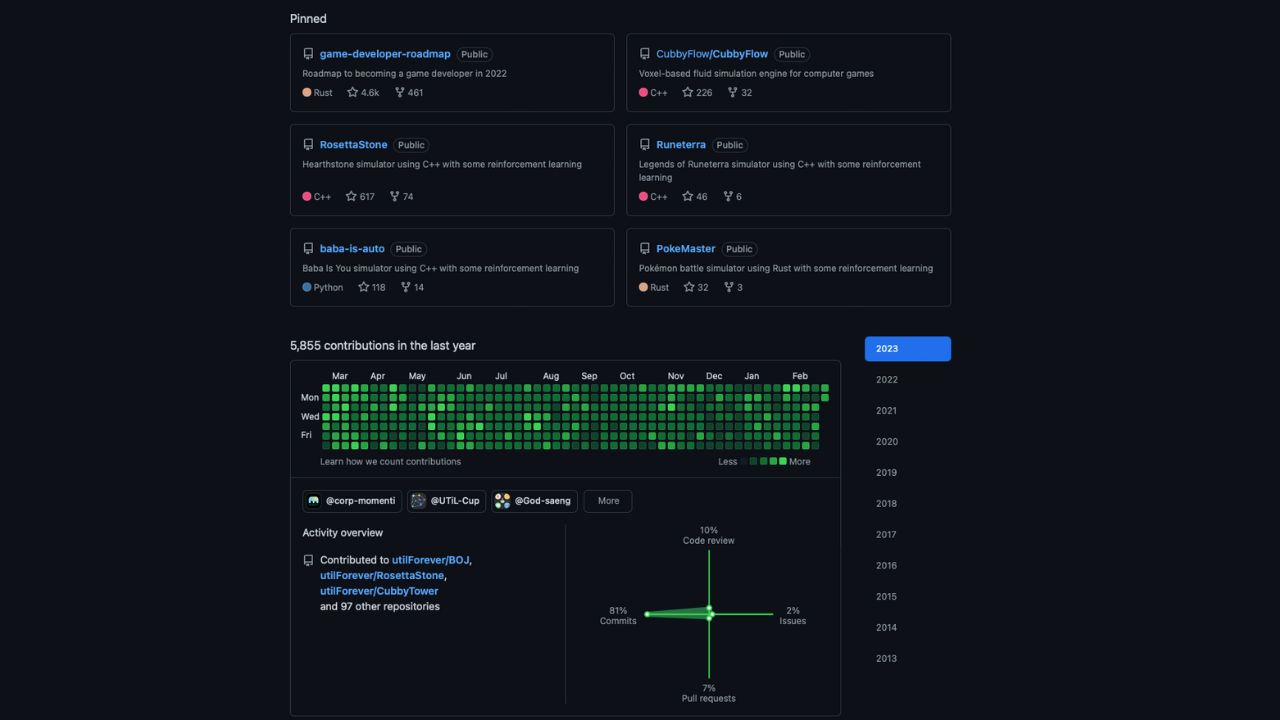 Pinned
game-developer-roadmap Public
Roadmap to becoming a game developer in 2022
Rust 4.6k 461
CubbyFlow/CubbyFlow Public
Voxel-based fluid simulation engine for computer games
C++ 226 32
RosettaStone Public
Hearthstone simulator using C++ with some reinforcement learning
C++ 617 74
Runeterra Public
Legends of Runeterra simulator using C++ with some reinforcement
learning
C++ 46 6
baba-is-auto Public
Baba Is You simulator using C++ with some reinforcement learning
Python 118 14
PokeMaster Public
Pokémon battle simulator using Rust with some reinforcement learning
Rust 32 3
5,855 contributions in the last year
Mar Apr May Jun Jul Aug Sep Oct Nov Dec Jan Feb
Mon
Wed
Fri
Learn how we count contributions
Less More
@corp-momenti @UTiL-Cup @God-saeng More
Activity overview
Contributed to utilForever/BOJ,
utilForever/RosettaStone,
utilForever/CubbyTower
and 97 other repositories
10%
Code review
81%
Commits
2%
Issues
7%
Pull requests
2023
2022
2021
2020
2019
2018
2017
2016
2015
2014
2013